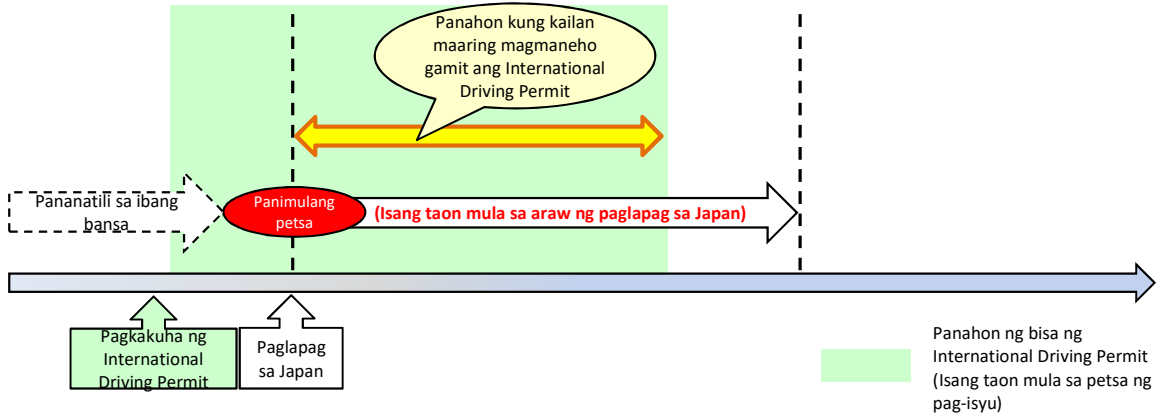 Panahon kung kailan
maaring magmaneho
gamit ang International
Driving Permit
Pananatili sa ibang
bansa
Panimulang
petsa
(Isang taon mula sa araw ng paglapag sa Japan)
Pagkakuha ng
International
Driving Permit
Paglapag
sa Japan
Panahon ng bisa ng
International Driving Permit
(Isang taon mula sa petsa ng
pag-isyu)